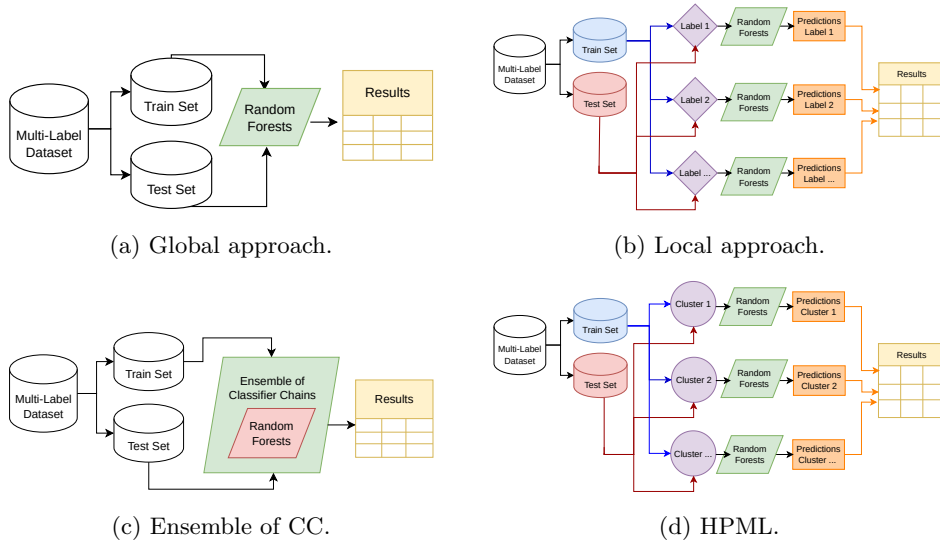 Multi-Label
Dataset
Train Set
Test Set
Random
Forests
Results
(a) Global approach.
Multi-Label
Dataset
Train Set
Test Set
Label 1
Random
Forests
Predictions
Label 1
Label 2
Random
Forests
Predictions
Label 2
Label ...
Random
Forests
Predictions
Label ...
Results
(b) Local approach.
Multi-Label
Dataset
Train Set
Test Set
Ensemble of
Classifier Chains
Random
Forests
Results
(c) Ensemble of CC.
Multi-Label
Dataset
Train Set
Test Set
Cluster 1
Random
Forests
Predictions
Cluster 1
Cluster 2
Random
Forests
Predictions
Cluster 2
Cluster ...
Random
Forests
Predictions
Cluster ...
Results
(d) HPML.